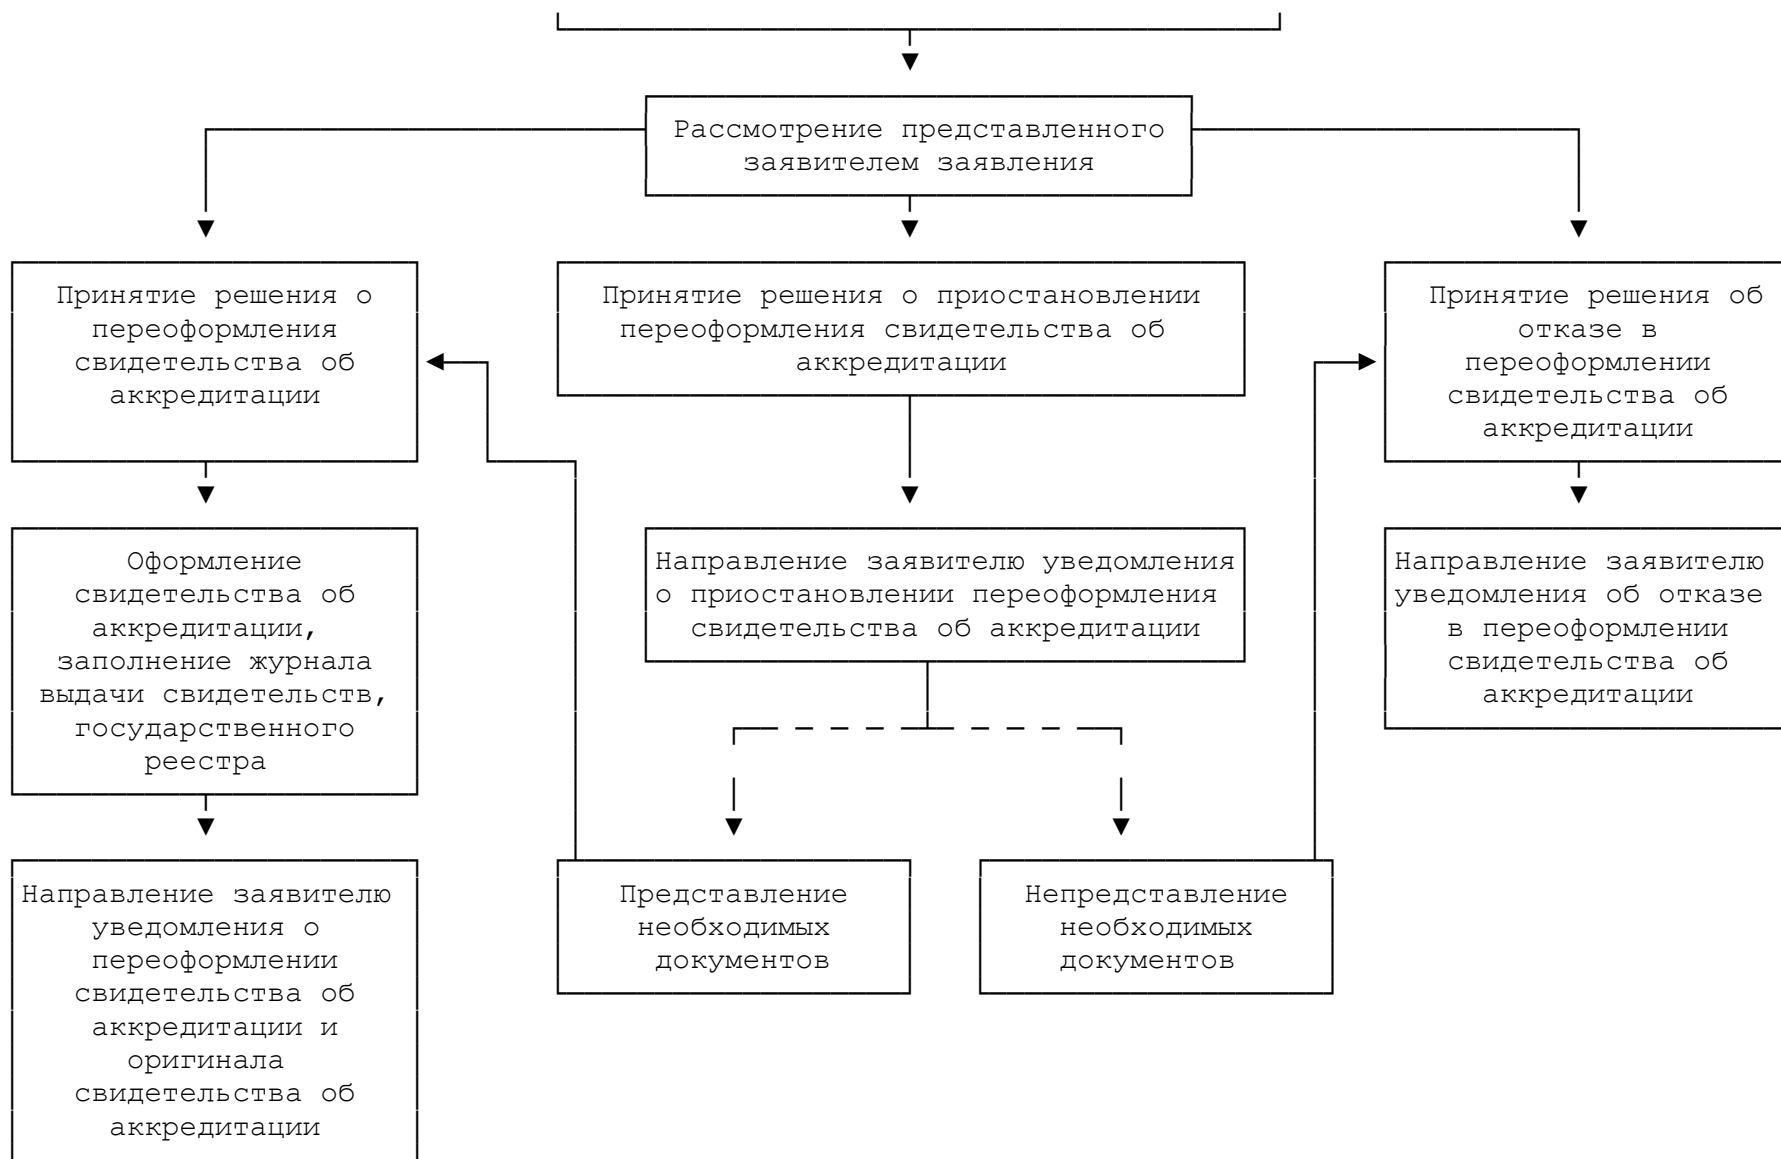 Рассмотрение представленного
заявителем заявления
Принятие решения о
переоформления
свидетельства об
аккредитации
Принятие решения о приостановлении
переоформления свидетельства об
аккредитации
Принятие решения об
отказе в
переоформлении
свидетельства об
аккредитации
Оформление
свидетельства об
аккредитации,
заполнение журнала
выдачи свидетельств,
государственного
реестра
Направление заявителю уведомления
о приостановлении переоформления
свидетельства об аккредитации
Направление заявителю
уведомления об отказе
в переоформлении
свидетельства об
аккредитации
Направление заявителю
уведомления о
переоформлении
свидетельства об
аккредитации и
оригинала
свидетельства об
аккредитации
Представление
необходимых
документов
Непредставление
необходимых
документов